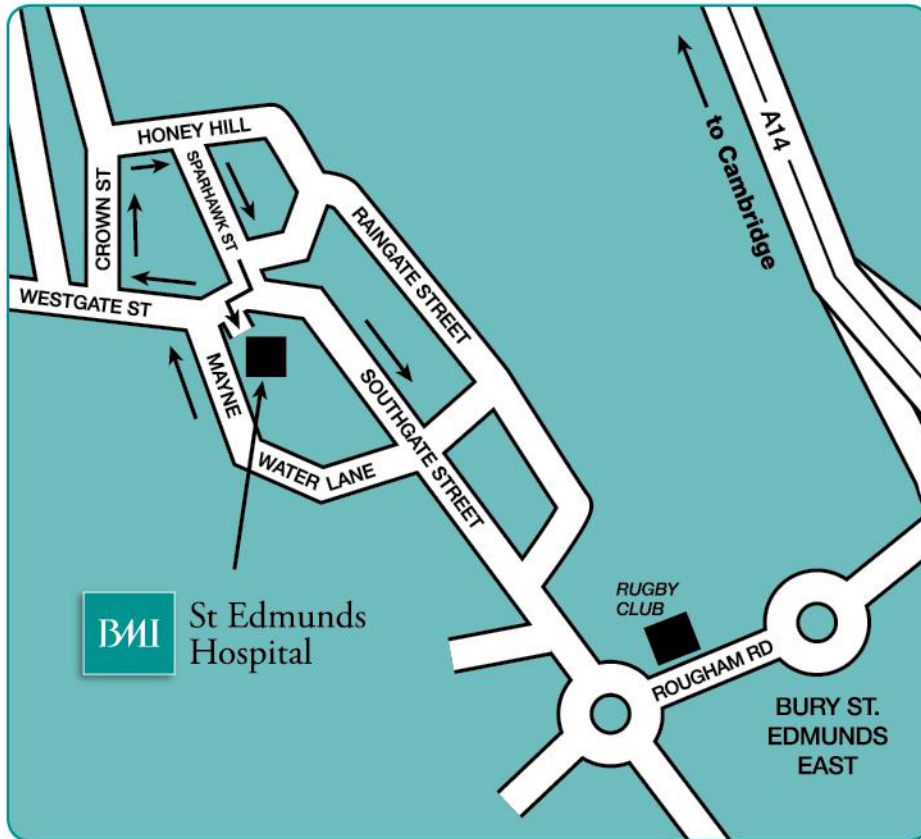 HONEY HILL
SPARHAWK ST
CROWN ST
WESTGATE ST
RAINGATE STREET
A14
to Cambridge
MAYNE
WATER LANE
SOUTHGATE STREET
BMI
St Edmunds
Hospital
RUGBY
CLUB
ROUGHAM RD
BURY ST.
EDMUNDS
EAST